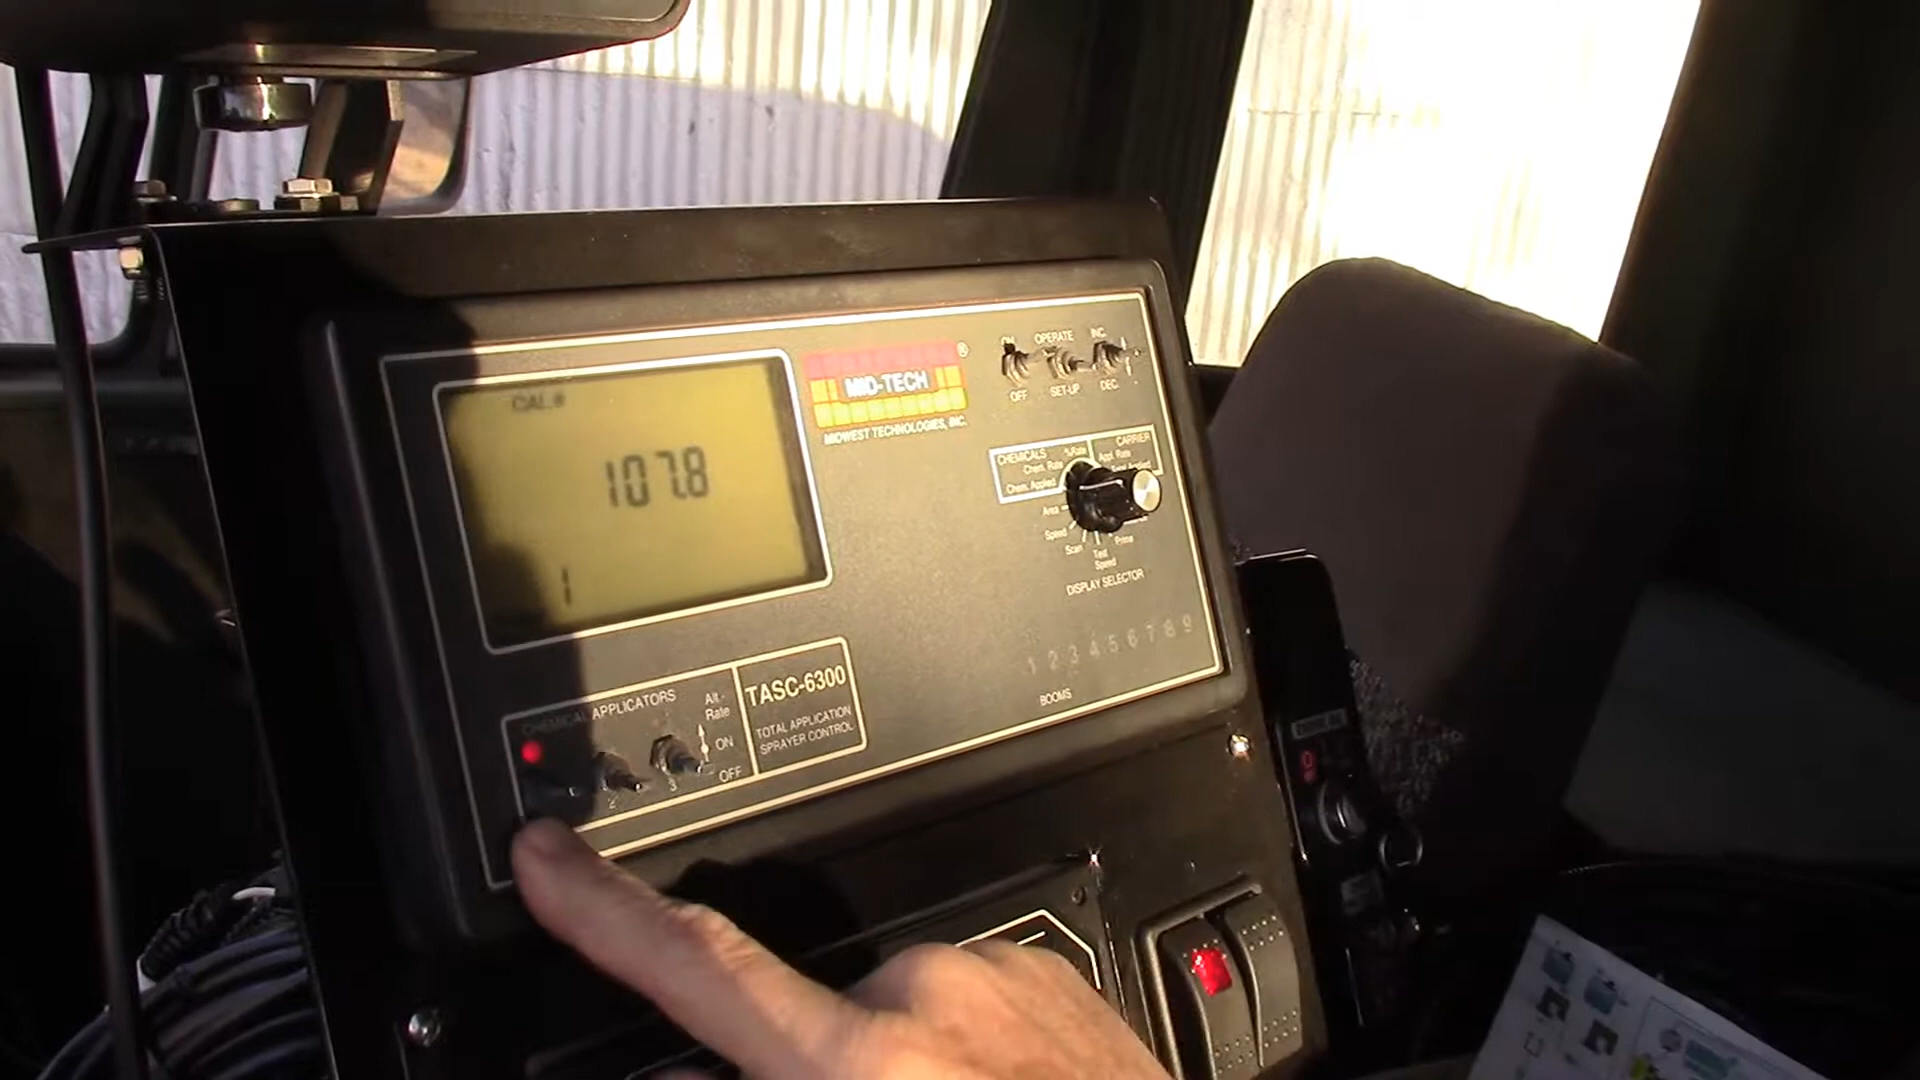 CAL#
107.8
1
MID-TECH®
MIDWEST TECHNOLOGIES, INC.
ON
OFF
OPERATE
SET-UP
INC.
DEC.
CHEMICALS
%Rate
Chem. Rate
Chem. Applied
CARRIER
Appl. Rate
Area
Speed
Scan
Test
Speed
Prime
DISPLAY SELECTOR
1 2 3 4 5 6 7 8 9
BOOMS
CHEMICAL APPLICATORS
Alt.
Rate
ON
OFF
2
3
TASC-6300
TOTAL APPLICATION
SPRAYER CONTROL